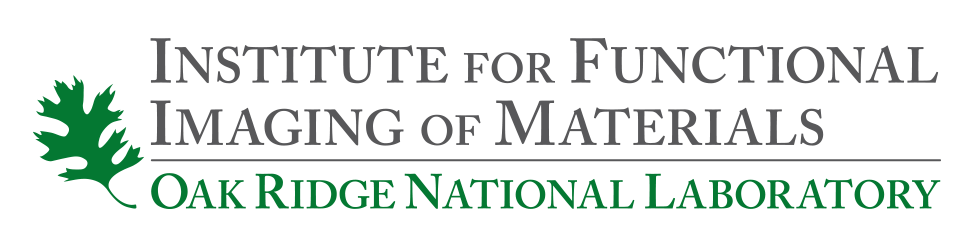 INSTITUTE FOR FUNCTIONAL
IMAGING OF MATERIALS
OAK RIDGE NATIONAL LABORATORY